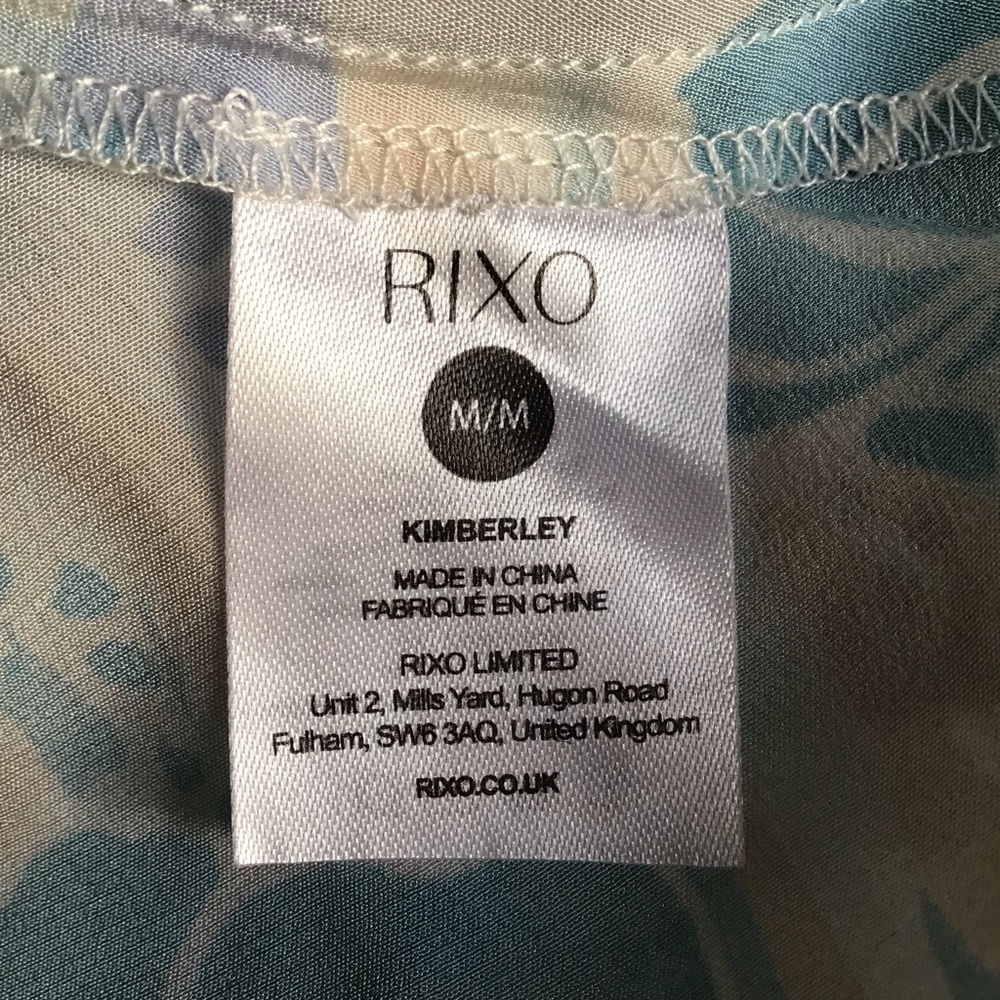 RIXO
M/M
KIMBERLEY
MADE IN CHINA
FABRIQUÉ EN CHINE
RIXO LIMITED
Unit 2, Mills Yard, Hugon Road
Fulham, SW6 3AQ, United Kingdom
RIXO.CO.UK